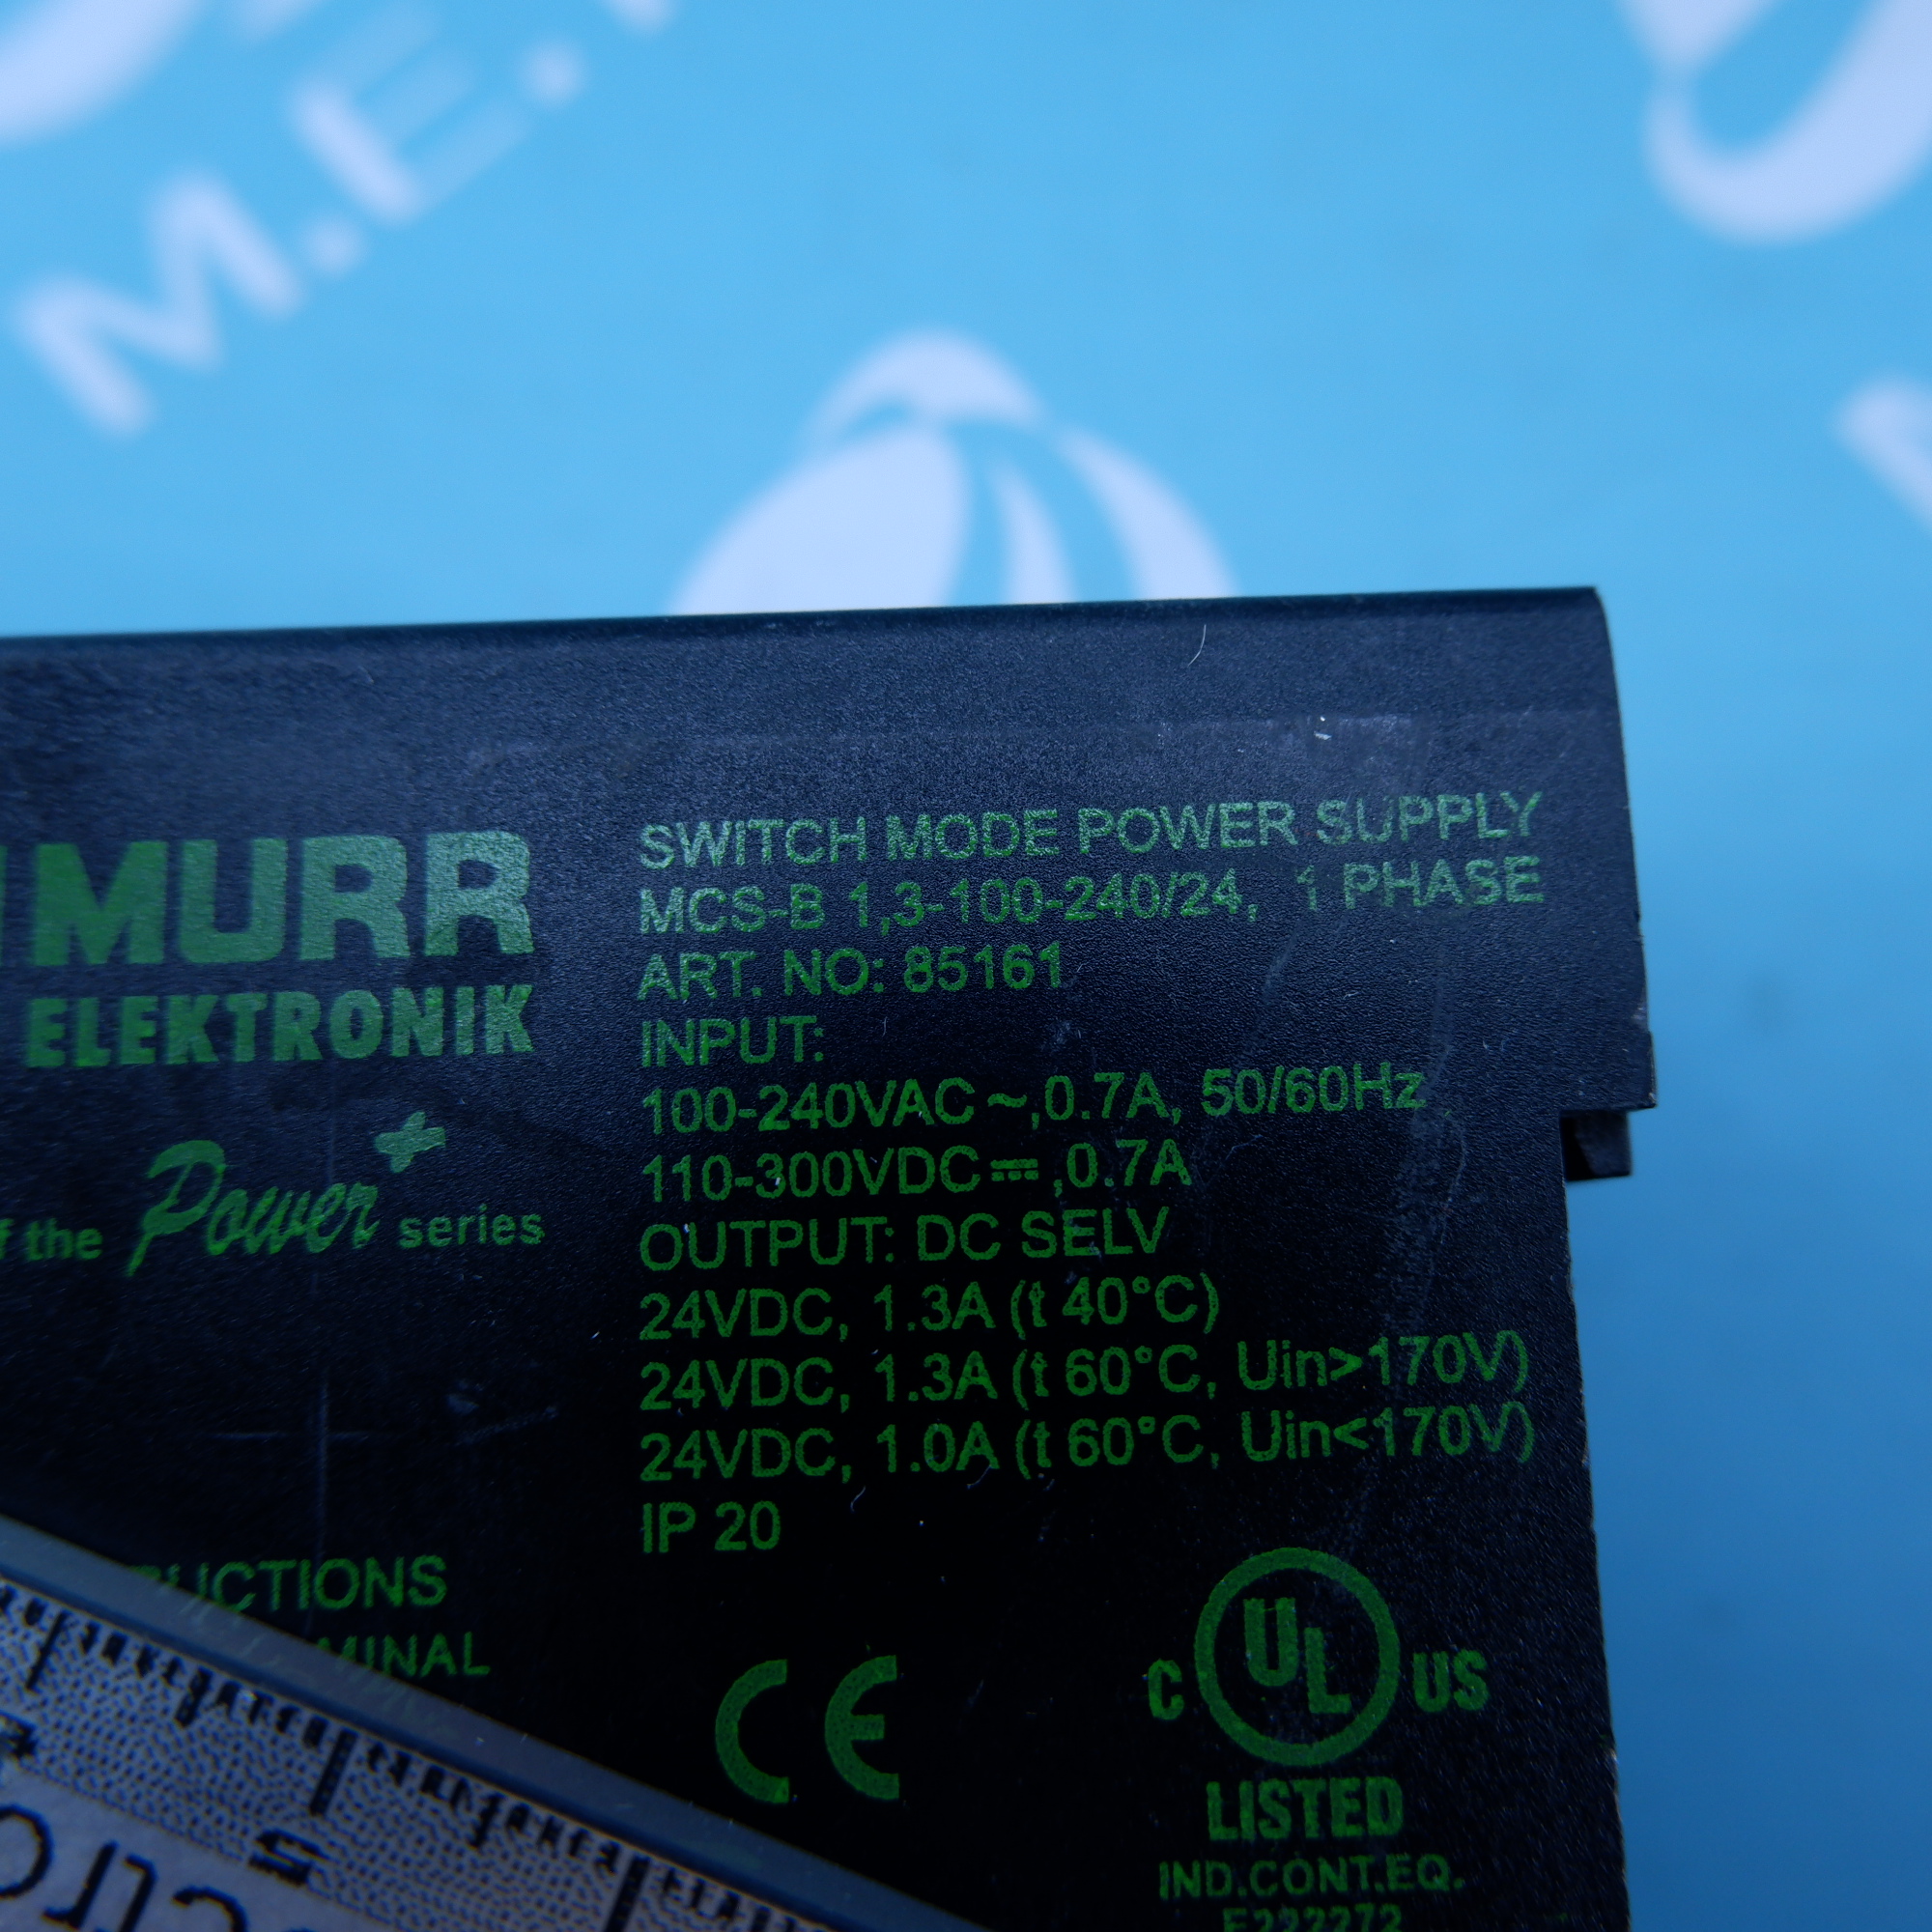 M.E.
MURR
ELEKTRONIK
the Power+ series
SWITCH MODE POWER SUPPLY
MCS-B 1,3-100-240/24, 1 PHASE
ART. NO: 85161
INPUT:
100-240VAC ~,0.7A, 50/60Hz
110-300VDC ⎓ ,0.7A
OUTPUT: DC SELV
24VDC, 1.3A (t 40°C)
24VDC, 1.3A (t 60°C, Uin>170V)
24VDC, 1.0A (t 60°C, Uin<170V)
IP 20
UCTIONS
MINAL
CE
C UL US
LISTED
IND.CONT.EQ.
E222272
5